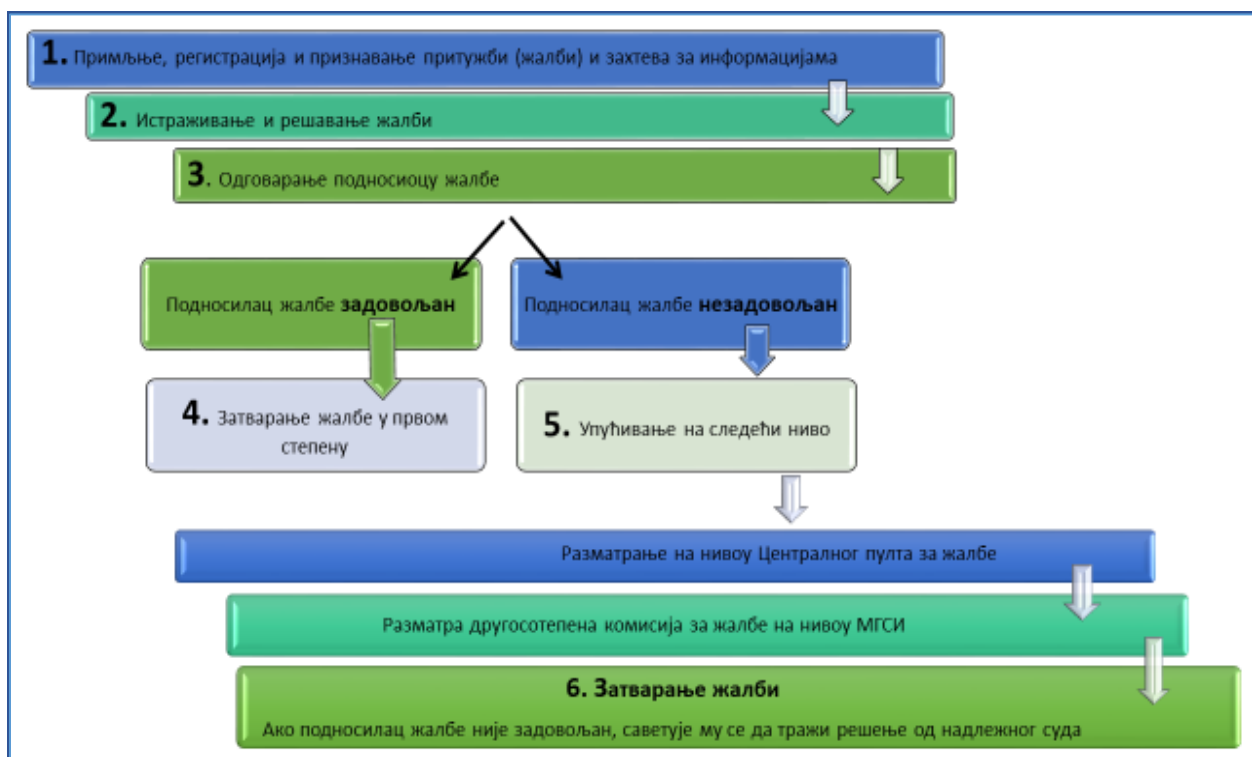 1. Примљње, регистрација и признавање притужби (жалби) и захтева за информацијама
2. Истраживање и решавање жалби
3. Одговарање подносиоцу жалбе
Подносилац жалбе задовољан
Подносилац жалбе незадовољан
4. Затварање жалбе у првом
степену
5. Упућивање на следећи ниво
Разматрање на нивоу Централног пулта за жалбе
Разматра другосотепена комисија за жалбе на нивоу МГСИ
6. Затварање жалби
Ако подносилац жалбе није задовољан, саветује му се да тражи решење од надлежног суда